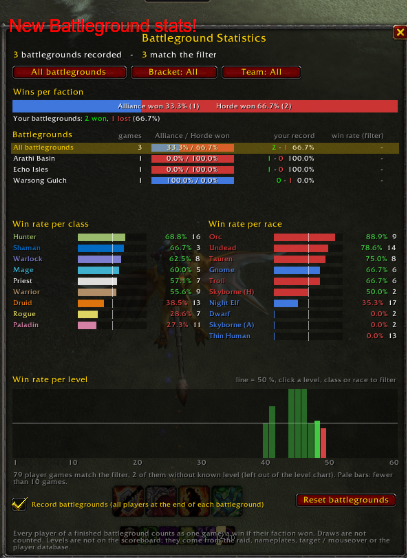 New Battleground stats!
Battleground Statistics
3 battlegrounds recorded - 3 match the filter
All battlegrounds Bracket: All Team: All
Wins per faction
Alliance won 33.3% (1) Horde won 66.7% (2)
Your battlegrounds: 2 won, 1 lost (66.7%)
Battlegrounds games Alliance / Horde won your record win rate (filter)
All battlegrounds 3 33.3% / 66.7% 2 - 1 66.7% -
Arathi Basin 1 0.0% / 100.0% 1 - 0 100.0% -
Echo Isles 1 0.0% / 100.0% 1 - 0 100.0% -
Warsong Gulch 1 100.0% / 0.0% 0 - 1 0.0% -
Win rate per class Win rate per race
Hunter 68.8% 16 Orc 88.9% 9
Shaman 66.7% 3 Undead 78.6% 14
Warlock 62.5% 8 Tauren 75.0% 8
Mage 60.0% 5 Gnome 66.7% 6
Priest 57.1% 7 Troll 66.7% 6
Warrior 55.6% 9 Skyborne (H) 50.0% 2
Druid 38.5% 13 Night Elf 35.3% 17
Rogue 28.6% 7 Dwarf 0.0% 2
Paladin 27.3% 11 Skyborne (A) 0.0% 2
Thin Human 0.0% 13
Win rate per level line = 50 %, click a level, class or race to filter
1 10 20 30 40 50 60
79 player games match the filter, 2 of them without known level (left out of the level chart). Pale bars: fewer
than 10 games.
Record battlegrounds (all players at the end of each battleground) Reset battlegrounds
Every player of a finished battleground counts as one game, a win if their faction won. Draws are not
counted. Levels are not on the scoreboard: they come from the raid, nameplates, target / mouseover or the
player database.